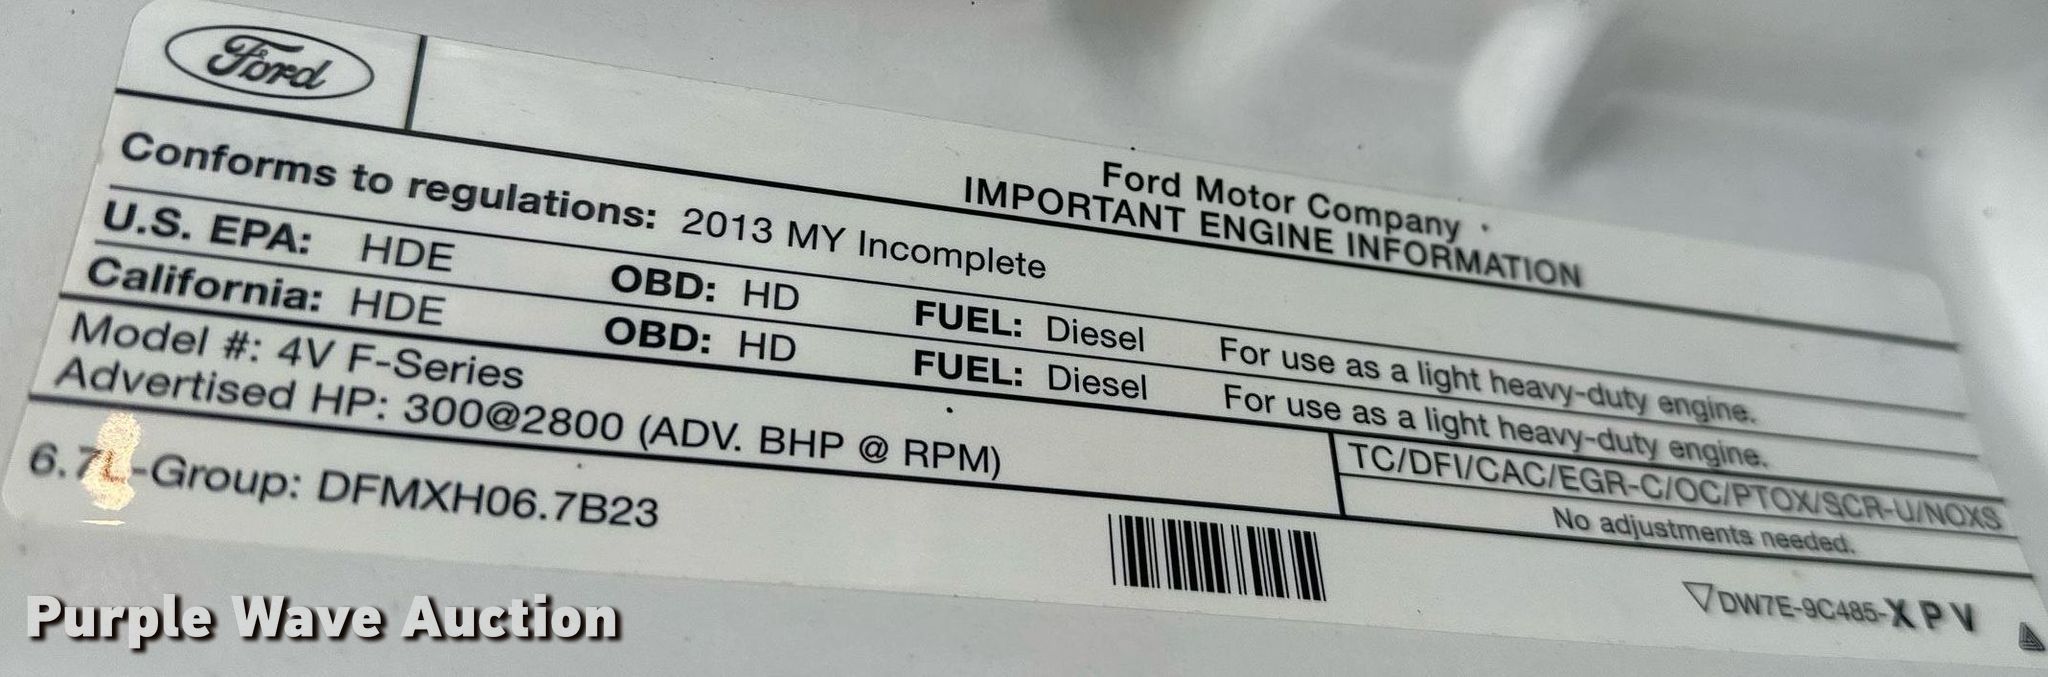 Ford
Ford Motor Company
IMPORTANT ENGINE INFORMATION
Conforms to regulations: 2013 MY Incomplete
U.S. EPA: HDE OBD: HD FUEL: Diesel For use as a light heavy-duty engine.
California: HDE OBD: HD FUEL: Diesel For use as a light heavy-duty engine.
Model #: 4V F-Series
Advertised HP: 300@2800 (ADV. BHP @ RPM)
TC/DFI/CAC/EGR-C/OC/PTOX/SCR-U/NOXS
No adjustments needed.
6.7L-Group: DFMXH06.7B23
DW7E-9C485-XPV
Purple Wave Auction